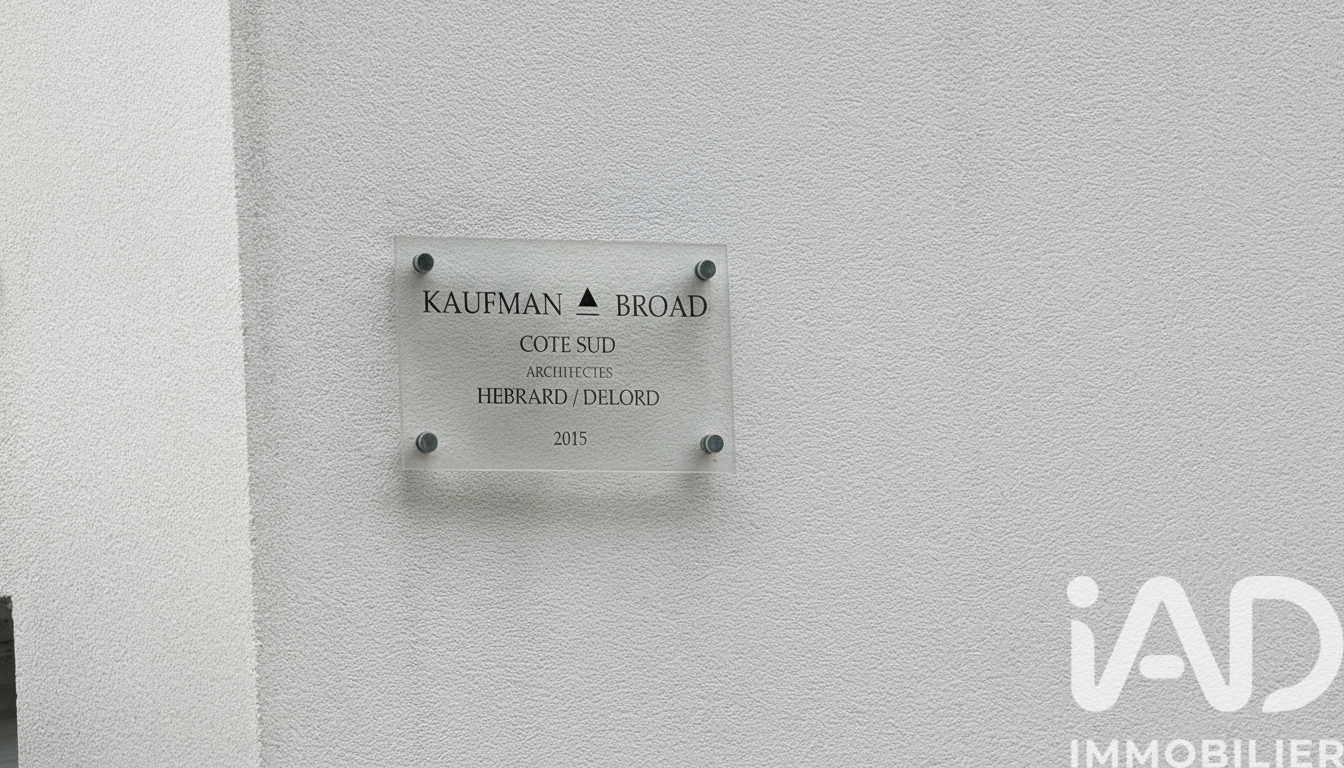 KAUFMAN BROAD
COTE SUD
ARCHITECTES
HEBRARD / DELORD
2015
iAD
IMMOBILIER